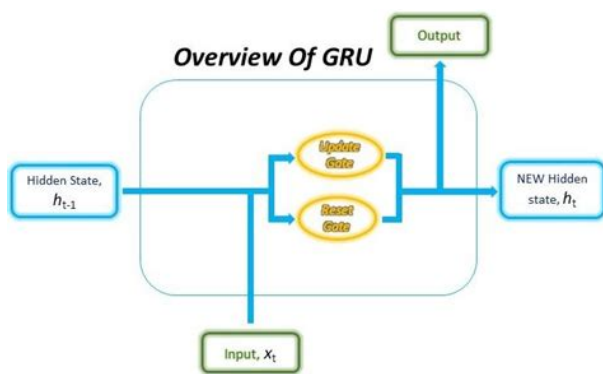 Overview Of GRU
Output
Update
Gate
Hidden State,
h_t-1
NEW Hidden
state, h_t
Reset
Gate
Input, x_t